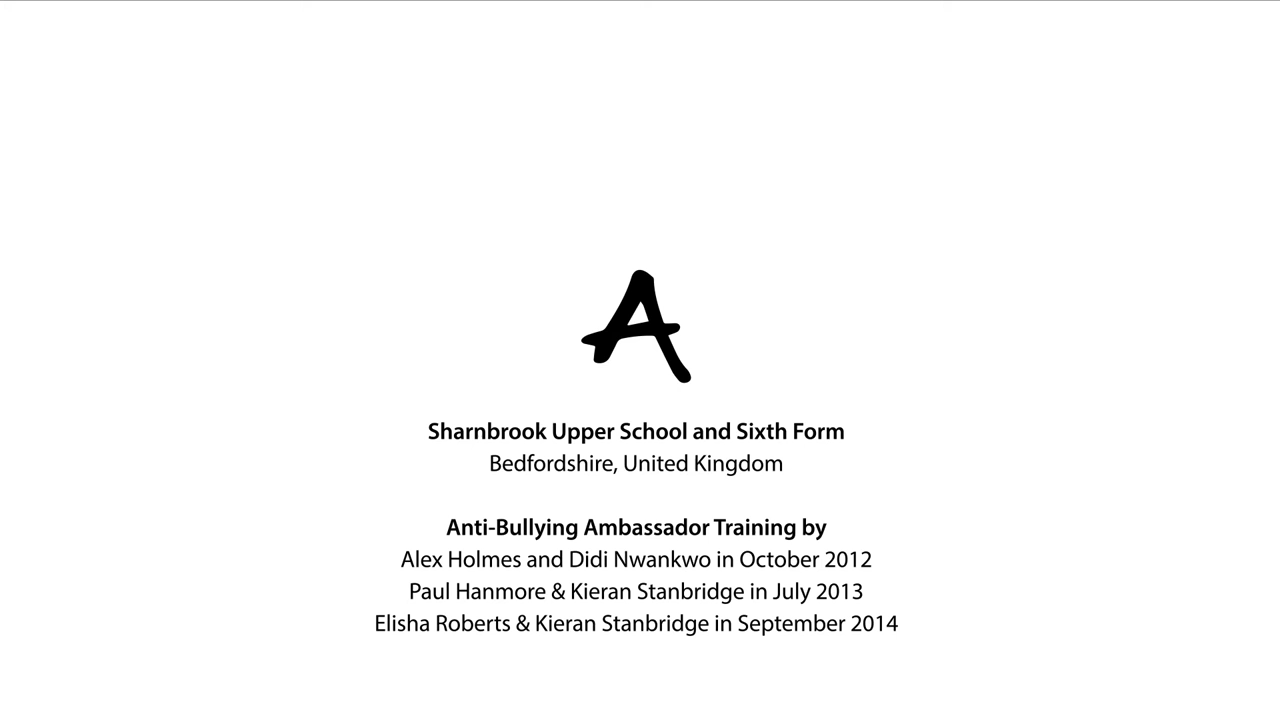 A
Sharnbrook Upper School and Sixth Form
Bedfordshire, United Kingdom
Anti-Bullying Ambassador Training by
Alex Holmes and Didi Nwankwo in October 2012
Paul Hanmore & Kieran Stanbridge in July 2013
Elisha Roberts & Kieran Stanbridge in September 2014